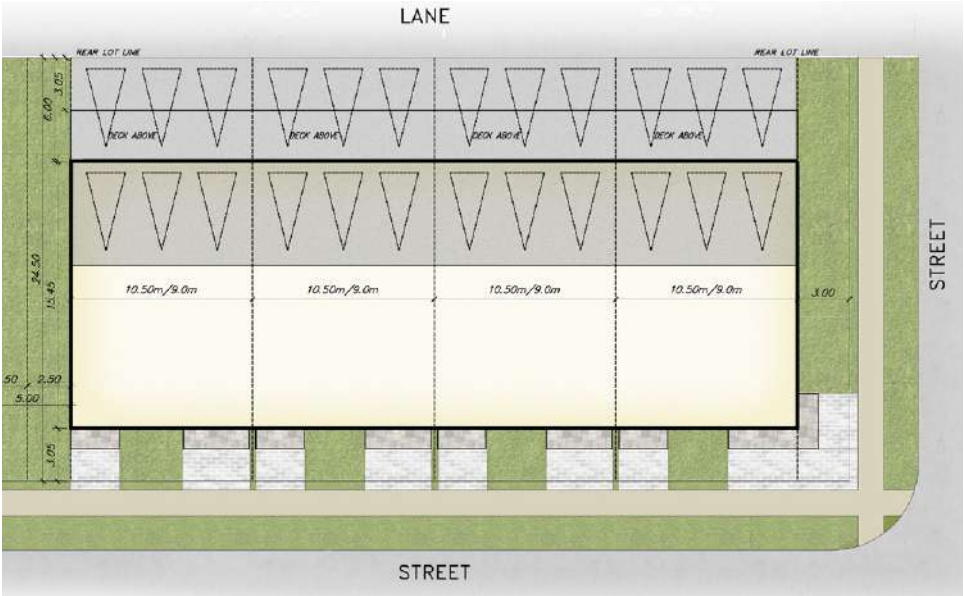 LANE
REAR LOT LINE
REAR LOT LINE
3.05
6.00
DECK ABOVE
DECK ABOVE
DECK ABOVE
DECK ABOVE
STREET
24.50
15.45
10.50m/9.0m
10.50m/9.0m
10.50m/9.0m
10.50m/9.0m
3.00
50
2.50
5.00
3.05
STREET